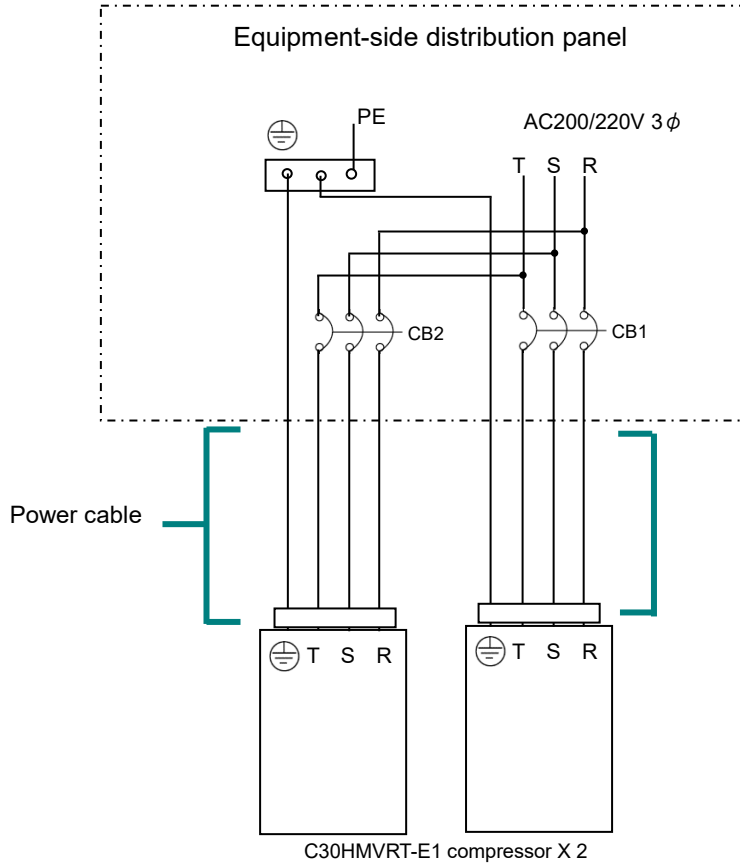 Equipment-side distribution panel
PE
AC200/220V 3φ
T S R
CB2
CB1
Power cable
T S R
T S R
C30HMVRT-E1 compressor X 2